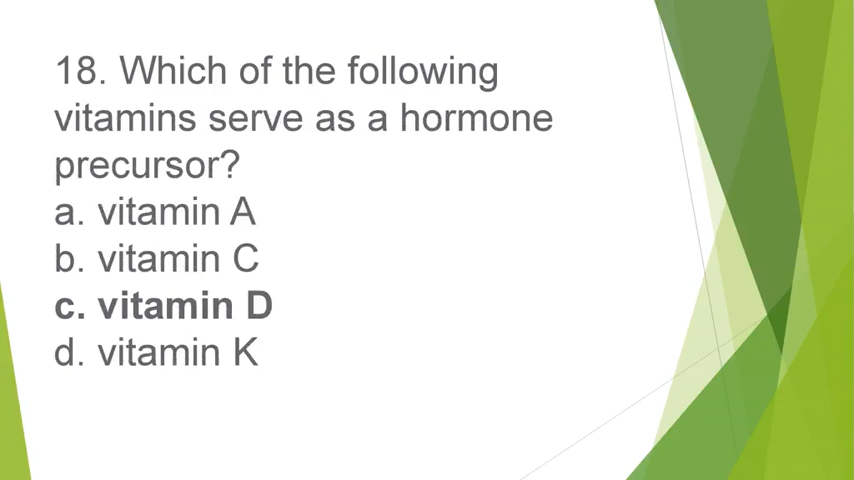 18. Which of the following
vitamins serve as a hormone
precursor?
a. vitamin A
b. vitamin C
c. vitamin D
d. vitamin K